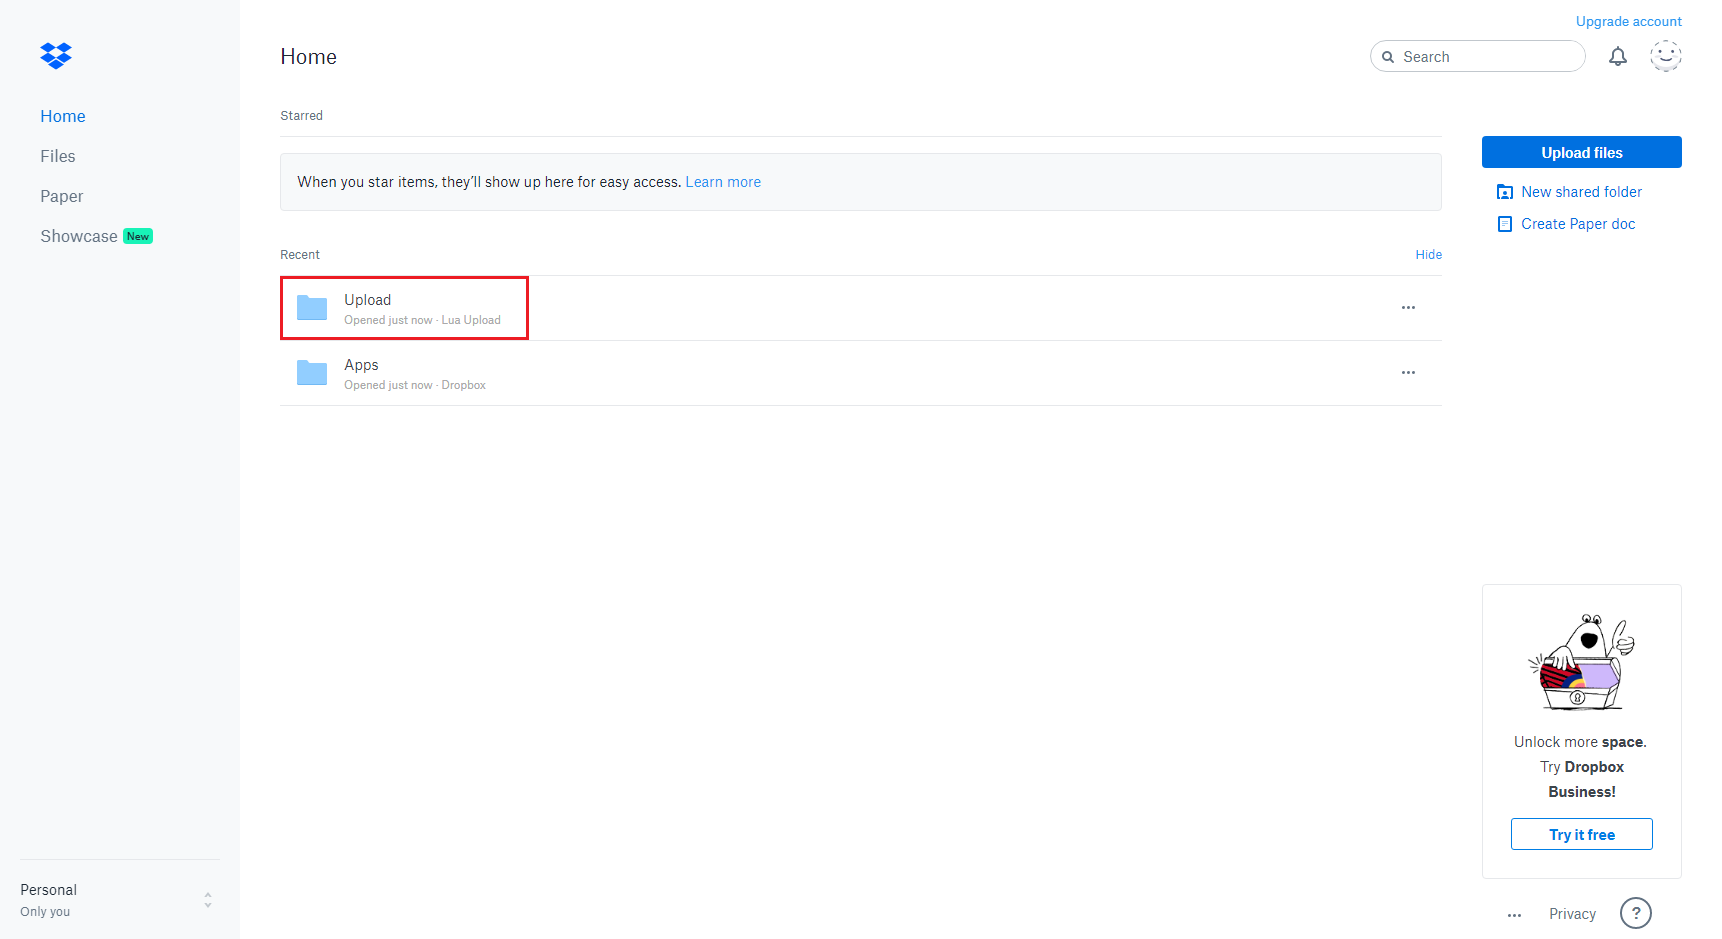 Upgrade account
Home
Search
Home
Files
Paper
Showcase New
Starred
When you star items, they’ll show up here for easy access. Learn more
Recent
Hide
Upload
Opened just now · Lua Upload
Apps
Opened just now · Dropbox
Upload files
New shared folder
Create Paper doc
Unlock more space.
Try Dropbox
Business!
Try it free
Personal
Only you
Privacy
?